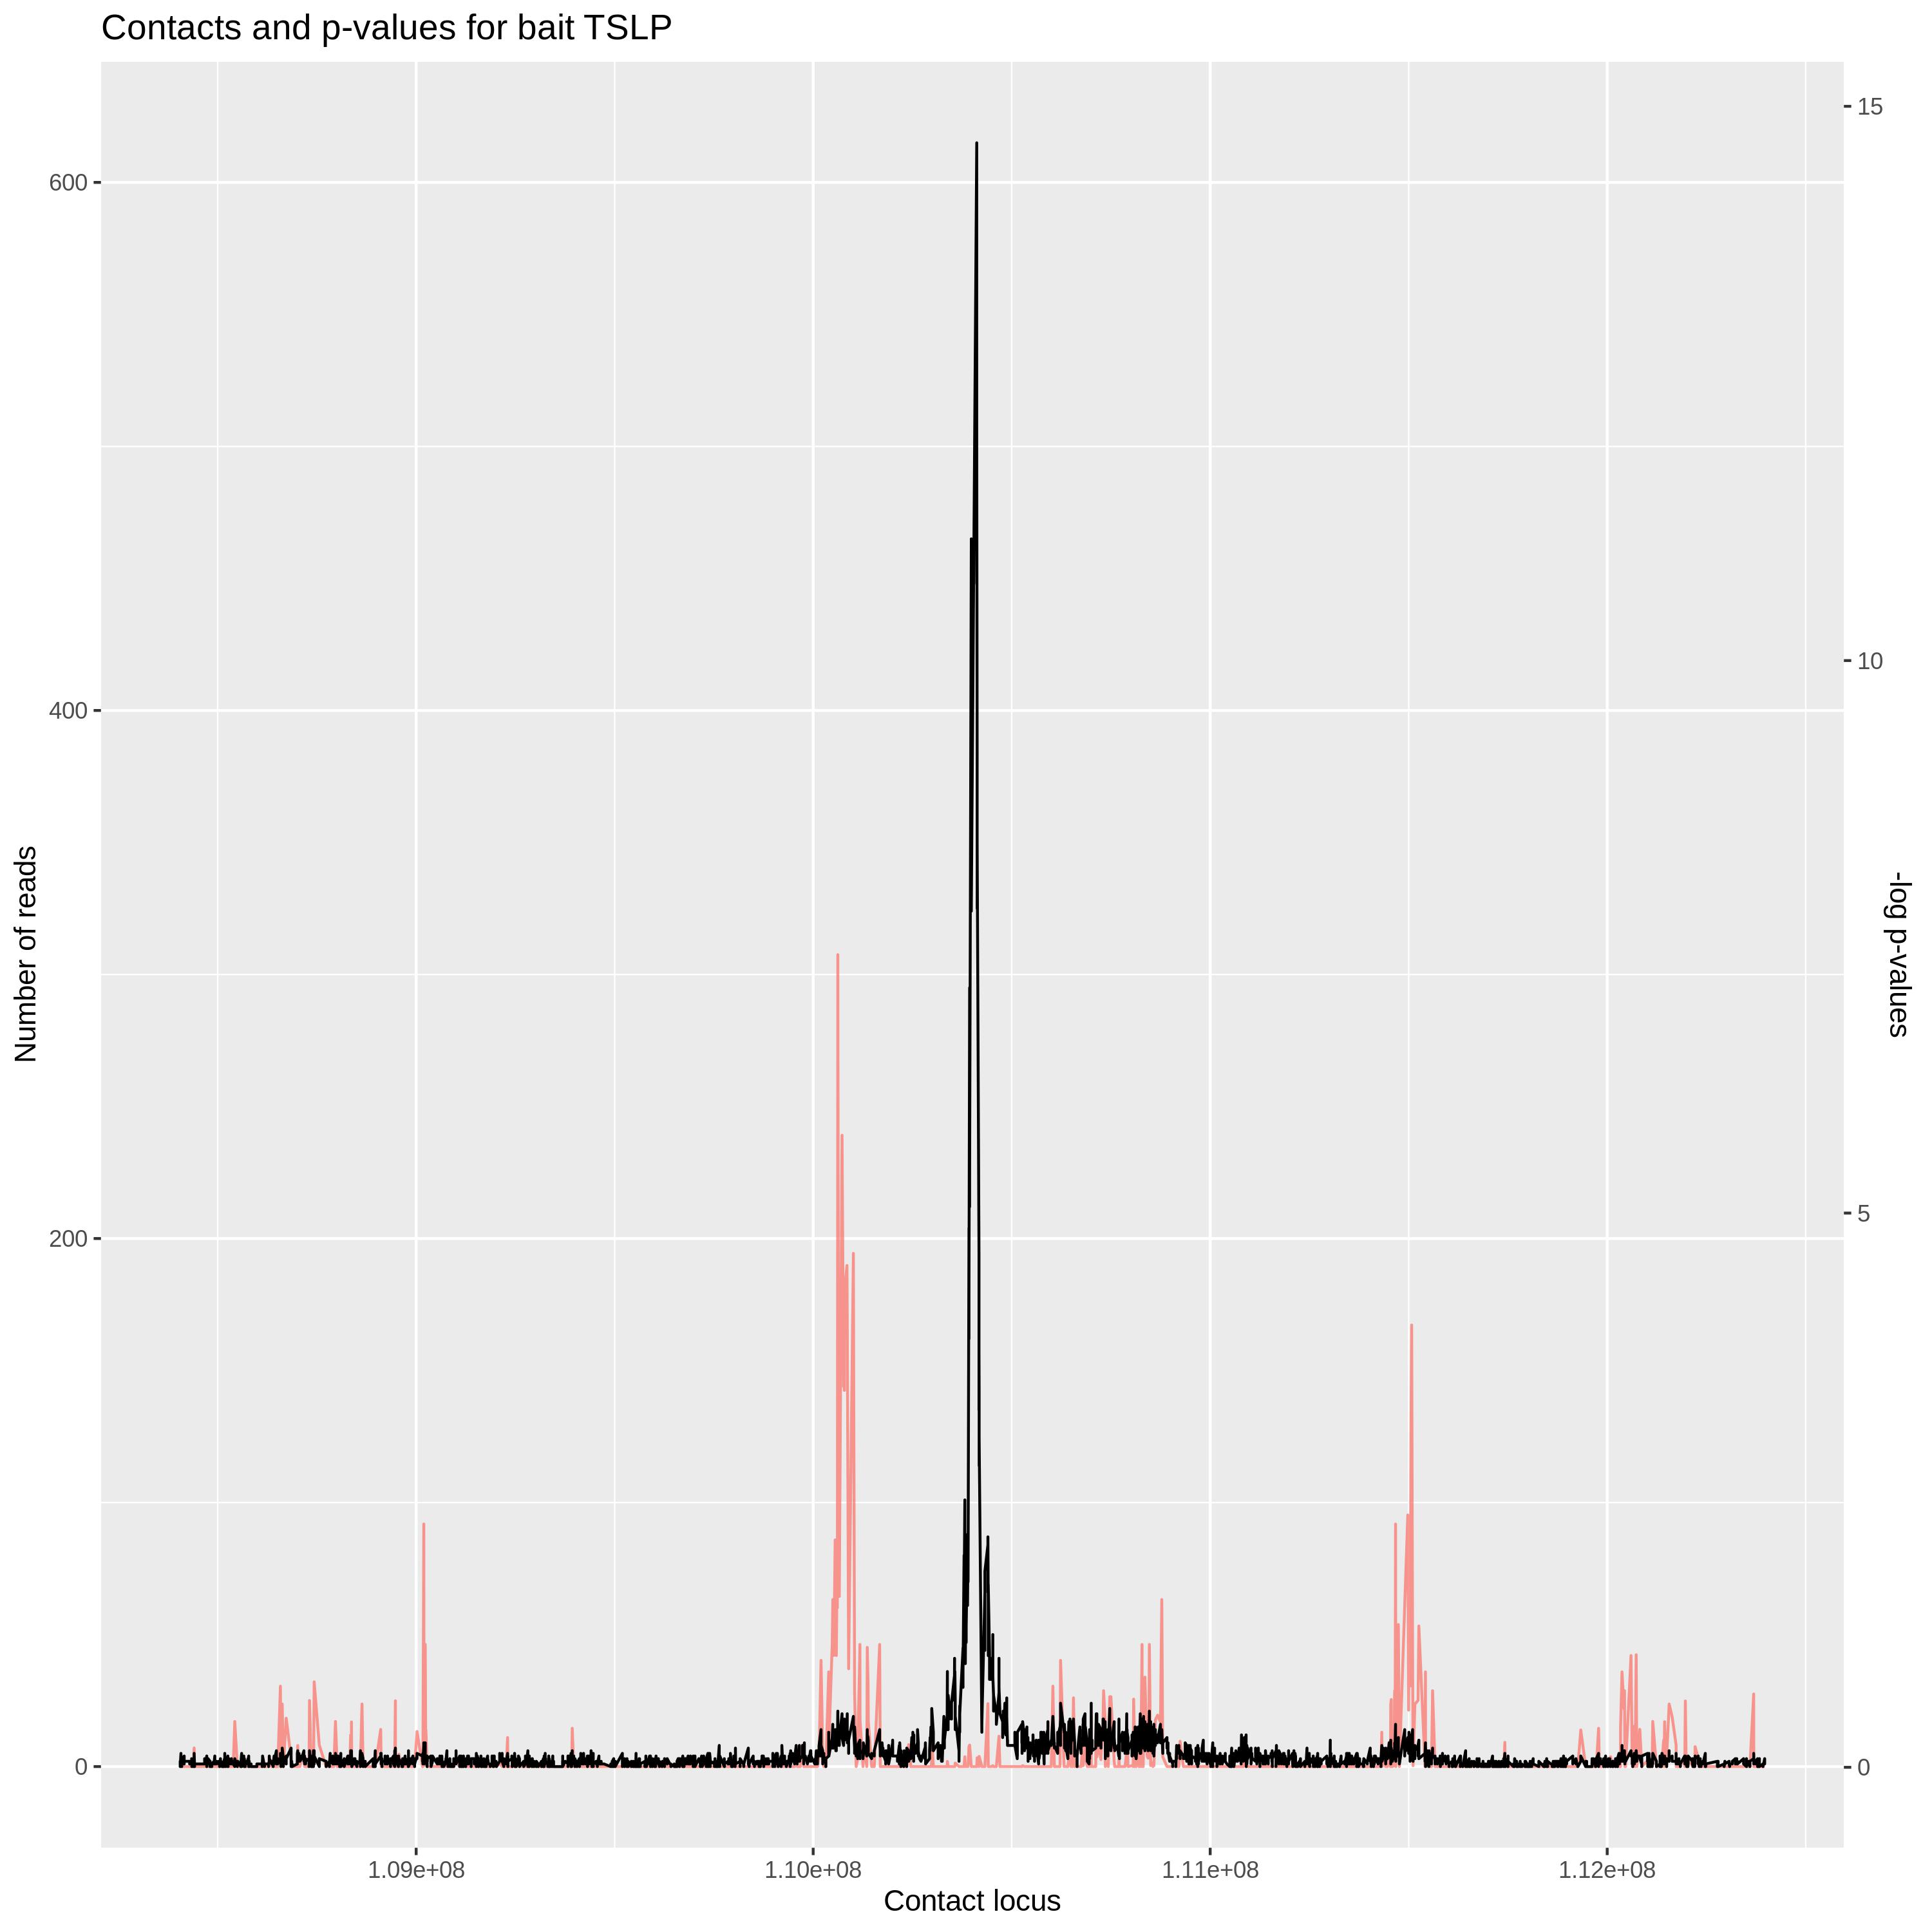 Contacts and p-values for bait TSLP
600
400
200
0
15
10
5
0
Number of reads
-log p-values
1.09e+08
1.10e+08
1.11e+08
1.12e+08
Contact locus